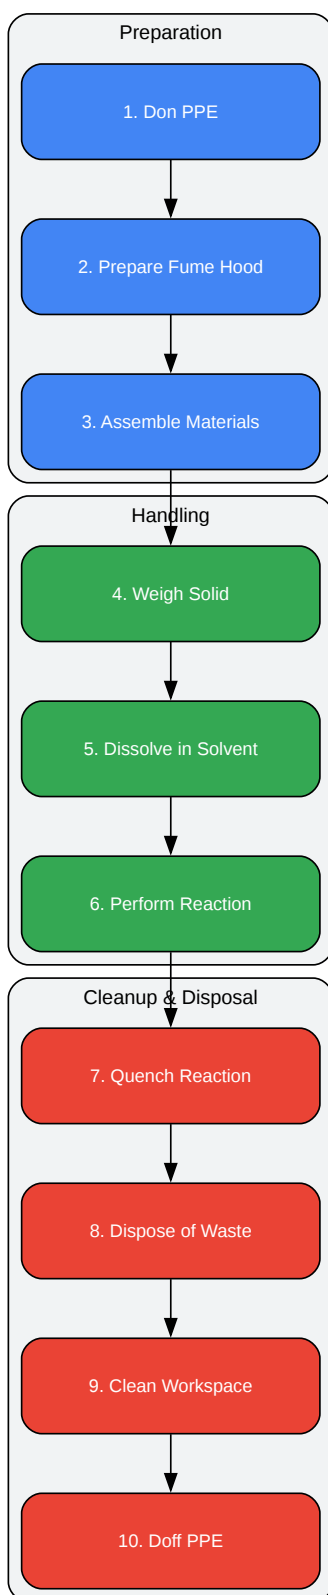 Preparation
1. Don PPE
2. Prepare Fume Hood
3. Assemble Materials
Handling
4. Weigh Solid
5. Dissolve in Solvent
6. Perform Reaction
Cleanup & Disposal
7. Quench Reaction
8. Dispose of Waste
9. Clean Workspace
10. Doff PPE